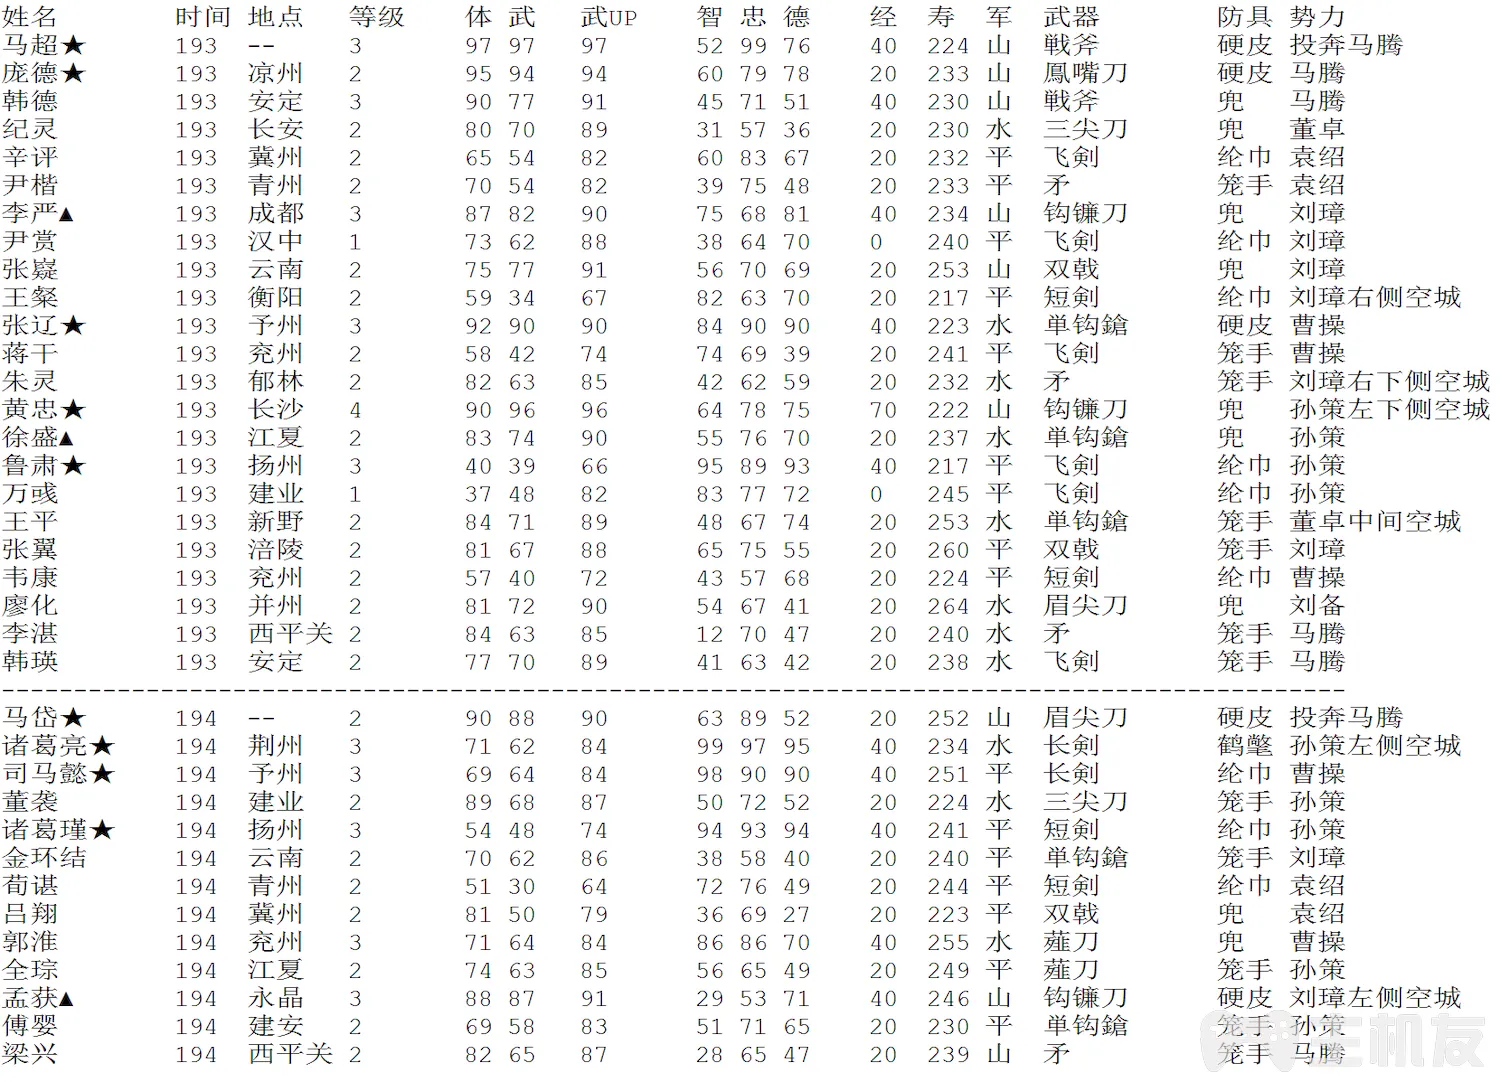 姓名 时间 地点 等级 体 武 武UP 智 忠 德 经 寿 军 武器 防具 势力
马超★ 193 -- 3 97 97 97 52 99 76 40 224 山 戦斧 硬皮 投奔马腾
庞德★ 193 凉州 2 95 94 94 60 79 78 20 233 山 鳳嘴刀 硬皮 马腾
韩德 193 安定 3 90 77 91 45 71 51 40 230 山 戦斧 兜 马腾
纪灵 193 长安 2 80 70 89 31 57 36 20 230 水 三尖刀 兜 董卓
辛评 193 冀州 2 65 54 82 60 83 67 20 232 平 飞剣 纶巾 袁绍
尹楷 193 青州 2 70 54 82 39 75 48 20 233 平 矛 笼手 袁绍
李严▲ 193 成都 3 87 82 90 75 68 81 40 234 山 钩镰刀 兜 刘璋
尹赏 193 汉中 1 73 62 88 38 64 70 0 240 平 飞剣 纶巾 刘璋
张嶷 193 云南 2 75 77 91 56 70 69 20 253 山 双戟 兜 刘璋
王粲 193 衡阳 2 59 34 67 82 63 70 20 217 平 短剣 纶巾 刘璋右侧空城
张辽★ 193 予州 3 92 90 90 84 90 90 40 223 水 単钩鎗 硬皮 曹操
蒋干 193 兖州 2 58 42 74 74 69 39 20 241 平 飞剣 笼手 曹操
朱灵 193 郁林 2 82 63 85 42 62 59 20 232 水 矛 笼手 刘璋右下侧空城
黄忠★ 193 长沙 4 90 96 96 64 78 75 70 222 山 钩镰刀 兜 孙策左下侧空城
徐盛▲ 193 江夏 2 83 74 90 55 76 70 20 237 水 単钩鎗 兜 孙策
鲁肃★ 193 扬州 3 40 39 66 95 89 93 40 217 平 飞剣 纶巾 孙策
万彧 193 建业 1 37 48 82 83 77 72 0 245 平 飞剣 纶巾 孙策
王平 193 新野 2 84 71 89 48 67 74 20 253 水 単钩鎗 笼手 董卓中间空城
张翼 193 涪陵 2 81 67 88 65 75 55 20 260 平 双戟 笼手 刘璋
韦康 193 兖州 2 57 40 72 43 57 68 20 224 平 短剣 纶巾 曹操
廖化 193 并州 2 81 72 90 54 67 41 20 264 水 眉尖刀 兜 刘备
李湛 193 西平关 2 84 63 85 12 70 47 20 240 水 矛 笼手 马腾
韩瑛 193 安定 2 77 70 89 41 63 42 20 238 水 飞剣 笼手 马腾
---------------------------------------------------------------------------------------------
马岱★ 194 -- 2 90 88 90 63 89 52 20 252 山 眉尖刀 硬皮 投奔马腾
诸葛亮★ 194 荆州 3 71 62 84 99 97 95 40 234 水 长剣 鹤氅 孙策左侧空城
司马懿★ 194 予州 3 69 64 84 98 90 90 40 251 平 长剣 纶巾 曹操
董袭 194 建业 2 89 68 87 50 72 52 20 224 水 三尖刀 笼手 孙策
诸葛瑾★ 194 扬州 3 54 48 74 94 93 94 40 241 平 短剣 纶巾 孙策
金环结 194 云南 2 70 62 86 38 58 40 20 240 平 単钩鎗 笼手 刘璋
荀谌 194 青州 2 51 30 64 72 76 49 20 244 平 短剣 纶巾 袁绍
吕翔 194 冀州 2 81 50 79 36 69 27 20 223 平 双戟 兜 袁绍
郭淮 194 兖州 3 71 64 84 86 86 70 40 255 水 薙刀 兜 曹操
全琮 194 江夏 2 74 63 85 56 65 49 20 249 平 薙刀 笼手 孙策
孟获▲ 194 永晶 3 88 87 91 29 53 71 40 246 山 钩镰刀 硬皮 刘璋左侧空城
傅婴 194 建安 2 69 58 83 51 71 65 20 230 平 単钩鎗 笼手 孙策
梁兴 194 西平关 2 82 65 87 28 65 47 20 239 山 矛 笼手 马腾
主机友